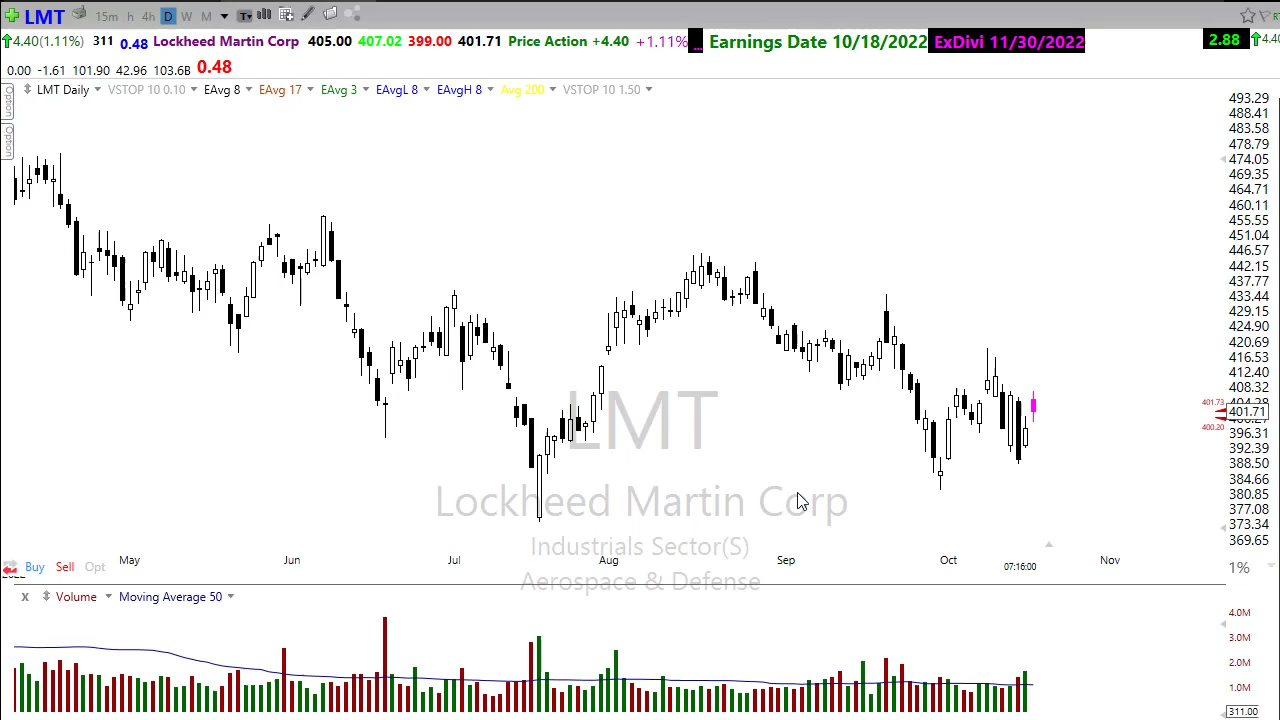 LMT 15m h 4h D W M T
4.40(1.11%) 311 0.48 Lockheed Martin Corp 405.00 407.02 399.00 401.71 Price Action +4.40 +1.11% ... Earnings Date 10/18/2022 ExDivi 11/30/2022 2.88 4.40
0.00 -1.61 101.90 42.96 103.6B 0.48
LMT Daily VSTOP 10 0.10 EAvg 8 EAvg 17 EAvg 3 EAvgL 8 EAvgH 8 Avg 200 VSTOP 10 1.50
Option
Option
493.29
488.41
483.58
478.79
474.05
469.35
464.71
460.11
455.55
451.04
446.57
442.15
437.77
433.44
429.15
424.90
420.69
416.53
412.40
408.32
401.73
401.71
400.20
396.31
392.39
388.50
384.66
380.85
377.08
373.34
369.65
LMT
Lockheed Martin Corp
Industrials Sector(S)
Aerospace & Defense
May Jun Jul Aug Sep Oct Nov
07:16:00
1%
Buy Sell Opt
X Volume Moving Average 50
4.0M
3.0M
2.0M
1.0M
311.00